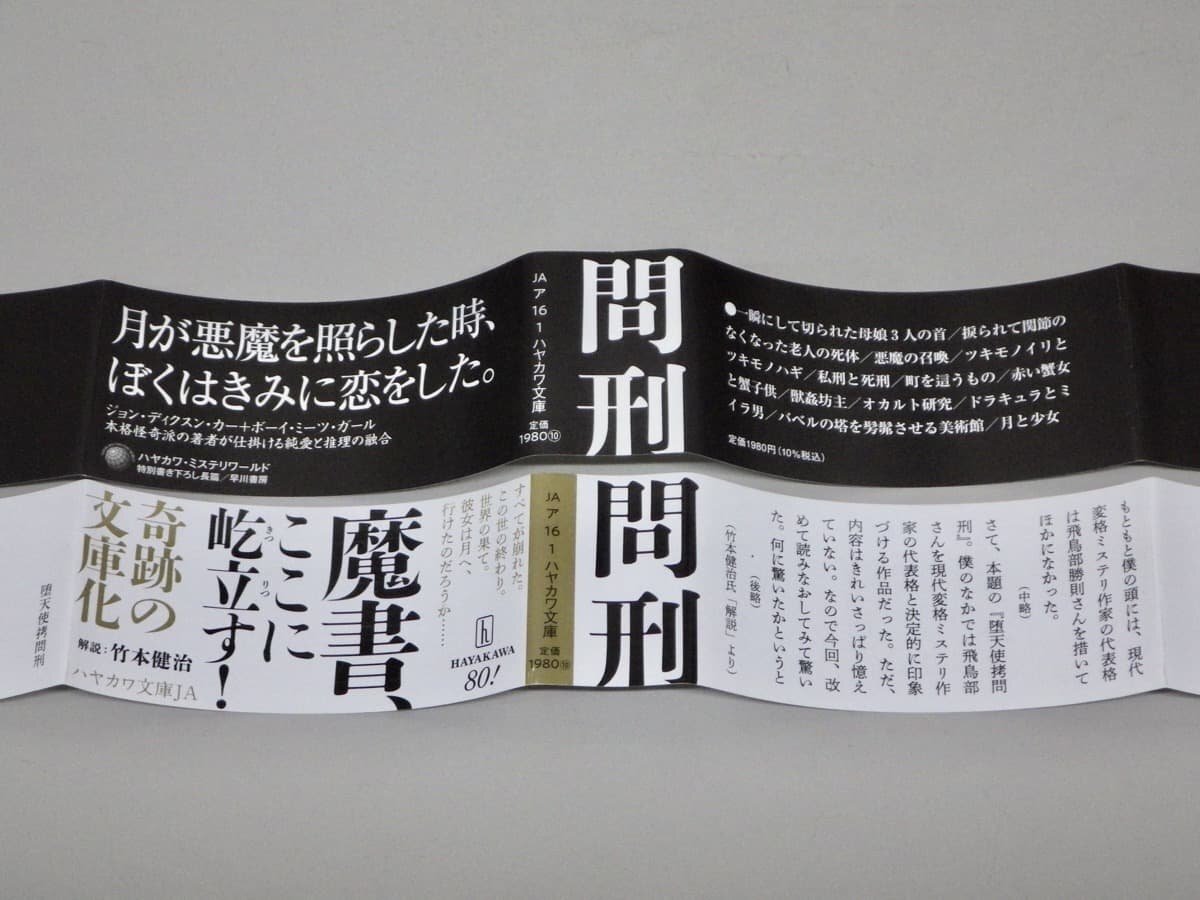 月が悪魔を照らした時、
ぼくはきみに恋をした。
ジョン・ディクスン・カー＋ボーイ・ミーツ・ガール
本格怪奇派の著者が仕掛ける純愛と推理の融合
ハヤカワ・ミステリワールド
特別書き下ろし長篇／早川書房
JA ア 16 1 ハヤカワ文庫
定価
1980⑩
問刑
●一瞬にして切られた母娘3人の首／捩られて関節の
なくなった老人の死体／悪魔の召喚／ツキモノイリと
ツキモノハギ／私刑と死刑／町を這うもの／赤い蟹女
と蟹子供／獣姦坊主／オカルト研究／ドラキュラとミ
イラ男／バベルの塔を髣髴させる美術館／月と少女
定価1980円（10%税込）
すべてが崩れた。
この世の終わり。
世界の果て。
彼女は月へ、
行けたのだろうか……
h
HAYAKAWA
80!
魔書、
ここに
屹立す！
きつ りつ
奇跡の
文庫化
解説：竹本健治
ハヤカワ文庫JA
堕天使拷問刑
JA ア 16 1 ハヤカワ文庫
定価
1980⑩
問刑
もともと僕の頭には、現代
変格ミステリ作家の代表格
は飛鳥部勝則さんを措いて
ほかになかった。
（中略）
さて、本題の『堕天使拷問
刑』。僕のなかでは飛鳥部
さんを現代変格ミステリ作
家の代表格と決定的に印象
づける作品だった。ただ、
内容はきれいさっぱり憶え
ていない。なので今回、改
めて読みなおしてみて驚い
た。何に驚いたかというと
．
（後略）
（竹本健治氏「解説」より）